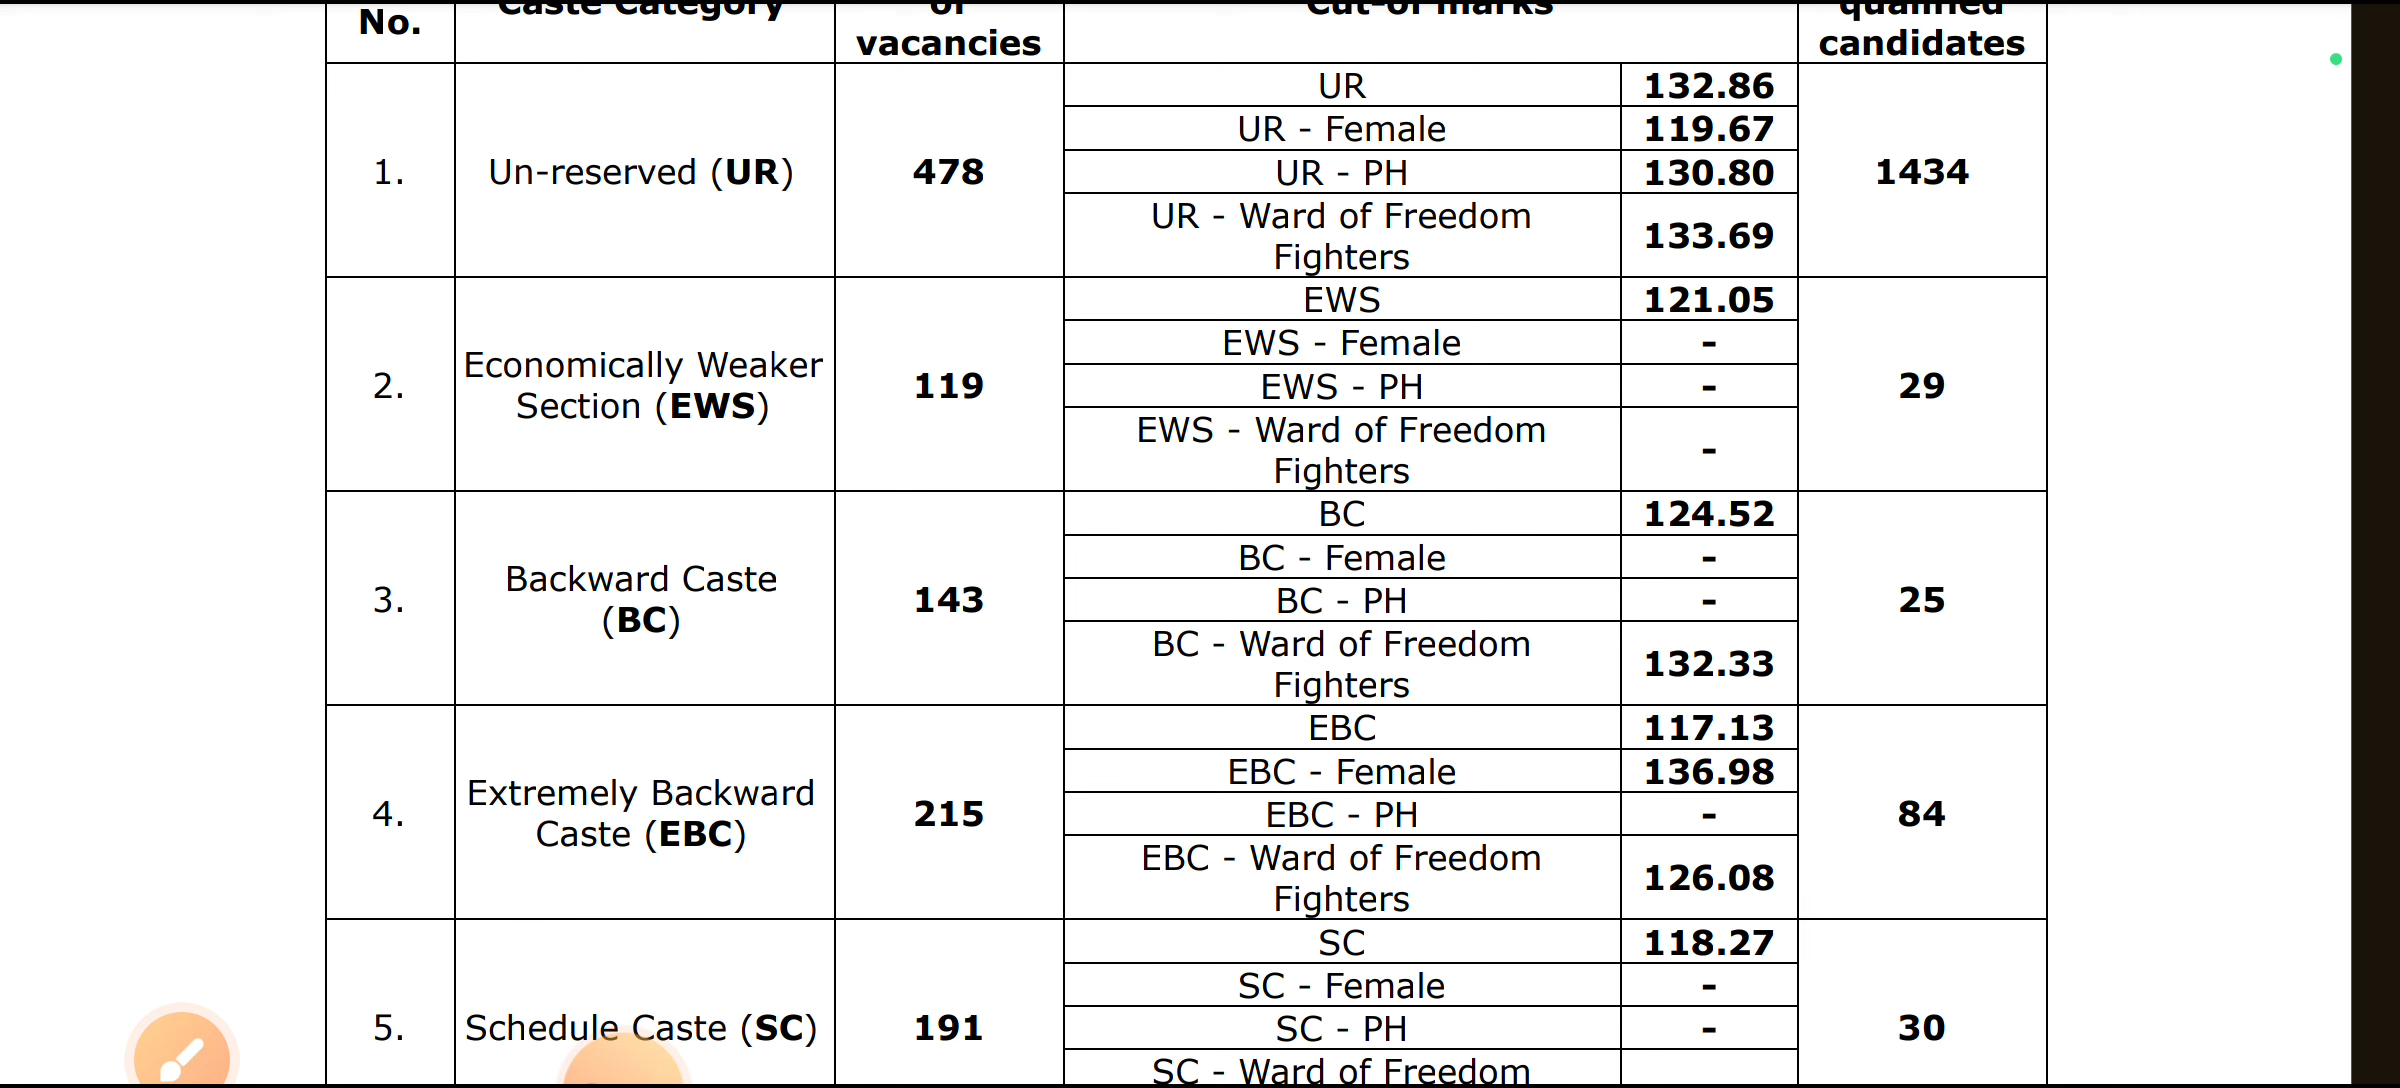 No. Caste Category of Cut-of marks qualified
vacancies candidates
1. Un-reserved (UR) 478 UR 132.86 1434
UR - Female 119.67
UR - PH 130.80
UR - Ward of Freedom
Fighters 133.69
2. Economically Weaker
Section (EWS) 119 EWS 121.05 29
EWS - Female -
EWS - PH -
EWS - Ward of Freedom
Fighters -
3. Backward Caste
(BC) 143 BC 124.52 25
BC - Female -
BC - PH -
BC - Ward of Freedom
Fighters 132.33
4. Extremely Backward
Caste (EBC) 215 EBC 117.13 84
EBC - Female 136.98
EBC - PH -
EBC - Ward of Freedom
Fighters 126.08
5. Schedule Caste (SC) 191 SC 118.27 30
SC - Female -
SC - PH -
SC - Ward of Freedom